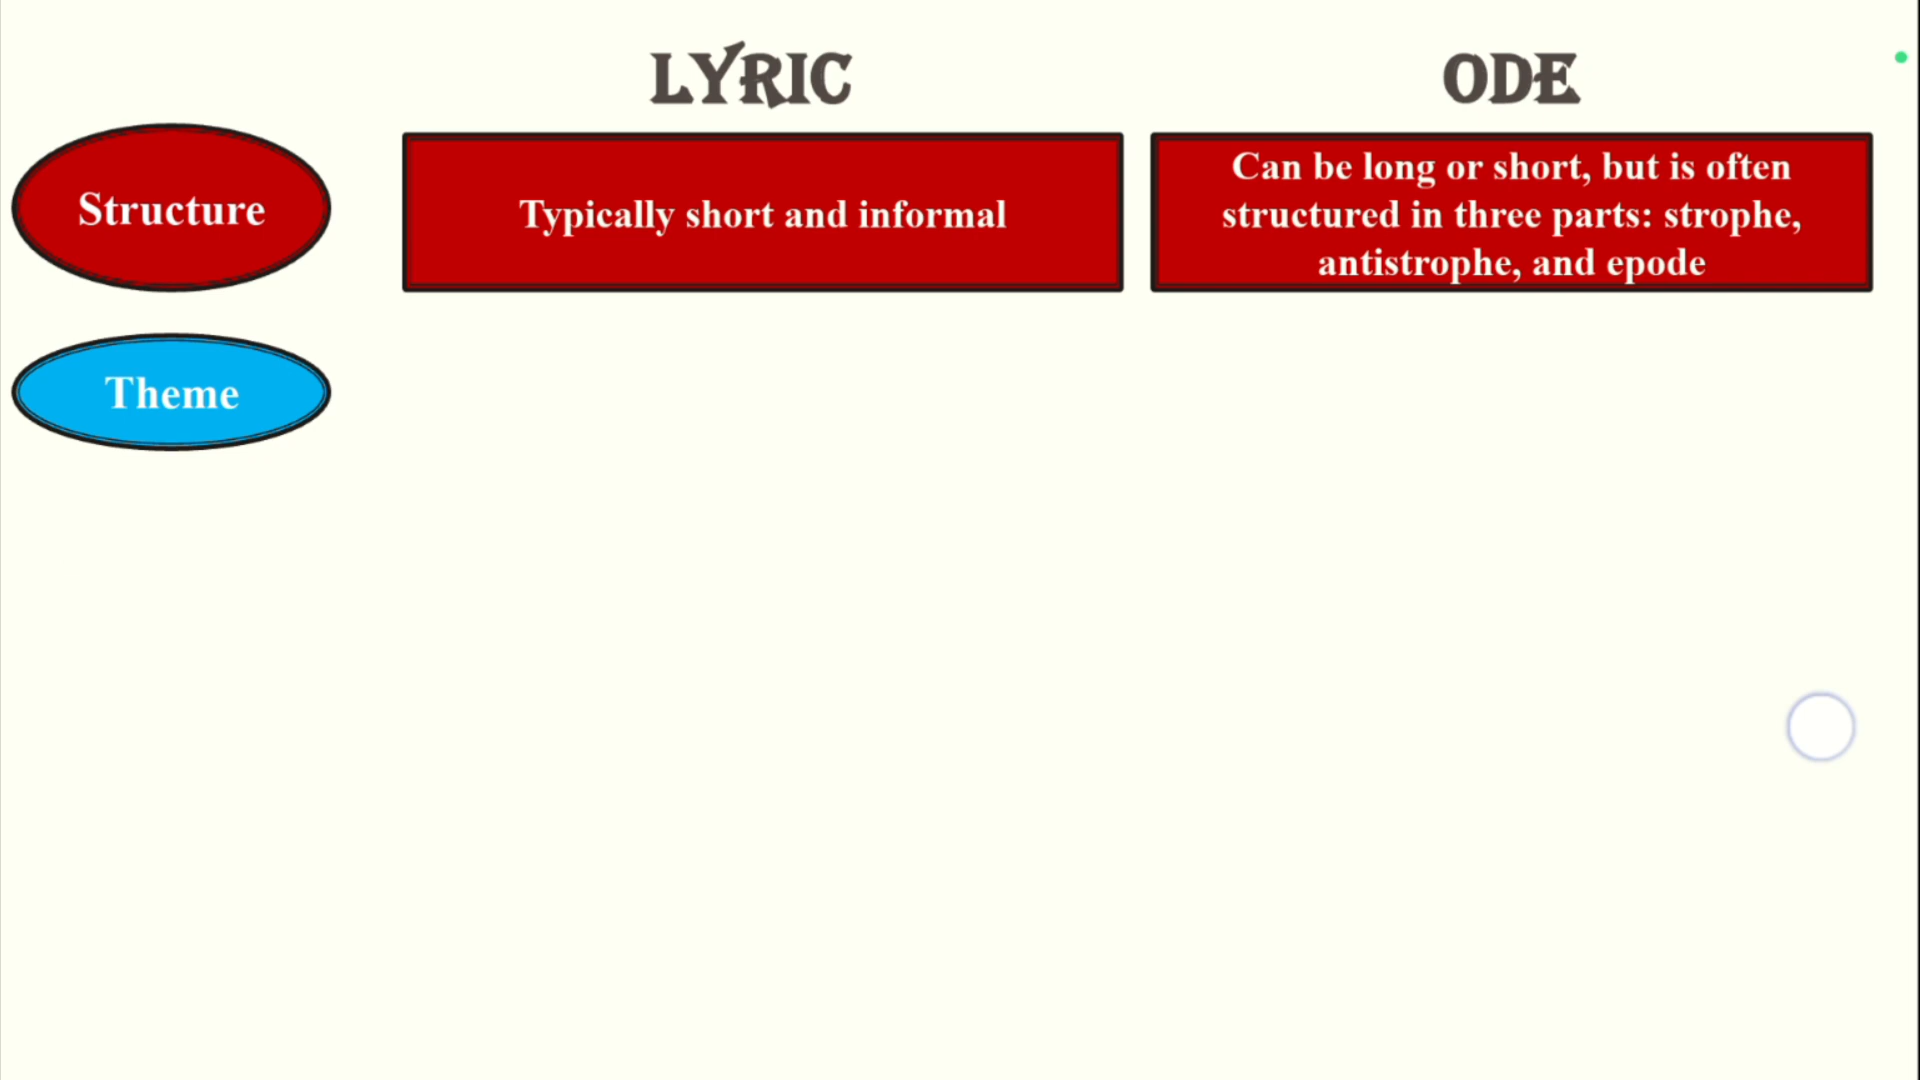 LYRIC
ODE
Structure
Typically short and informal
Can be long or short, but is often
structured in three parts: strophe,
antistrophe, and epode
Theme